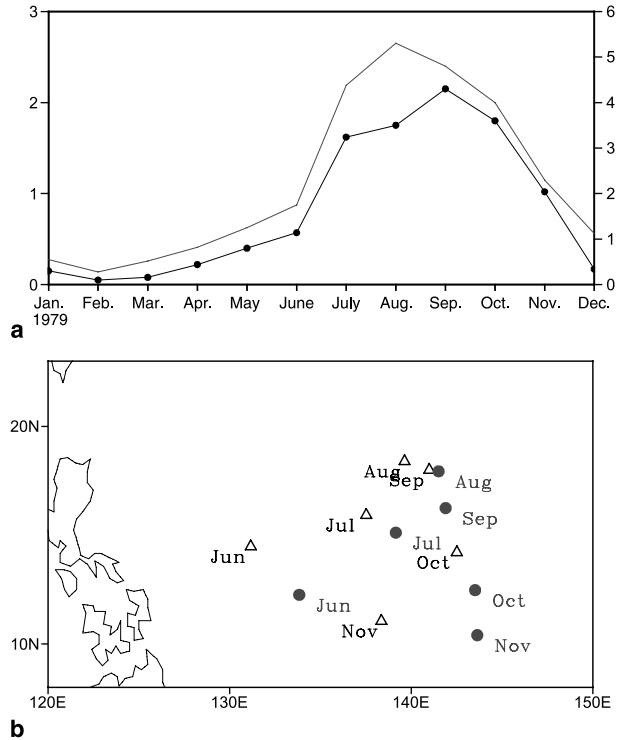 3 6
5
2 4
3
1 2
1
0 0
Jan. Feb. Mar. Apr. May June July Aug. Sep. Oct. Nov. Dec.
1979
a
20N
Aug
Sep Aug
Jul Sep
Jul
Jun Oct
Jun Oct
Nov
Nov
10N
120E 130E 140E 150E
b